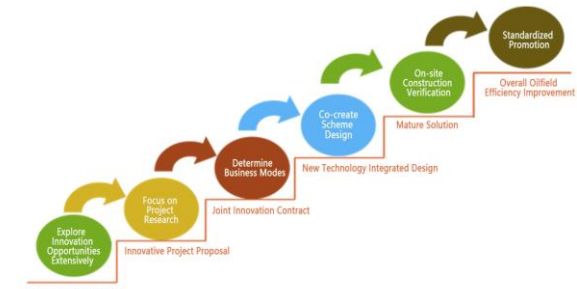 Standardized
Promotion
Overall Oilfield
Efficiency Improvement
On-site
Construction
Verification
Mature Solution
Co-create
Scheme
Design
New Technology Integrated Design
Determine
Business Modes
Joint Innovation Contract
Focus on
Project
Research
Innovative Project Proposal
Explore
Innovation
Opportunities
Extensively